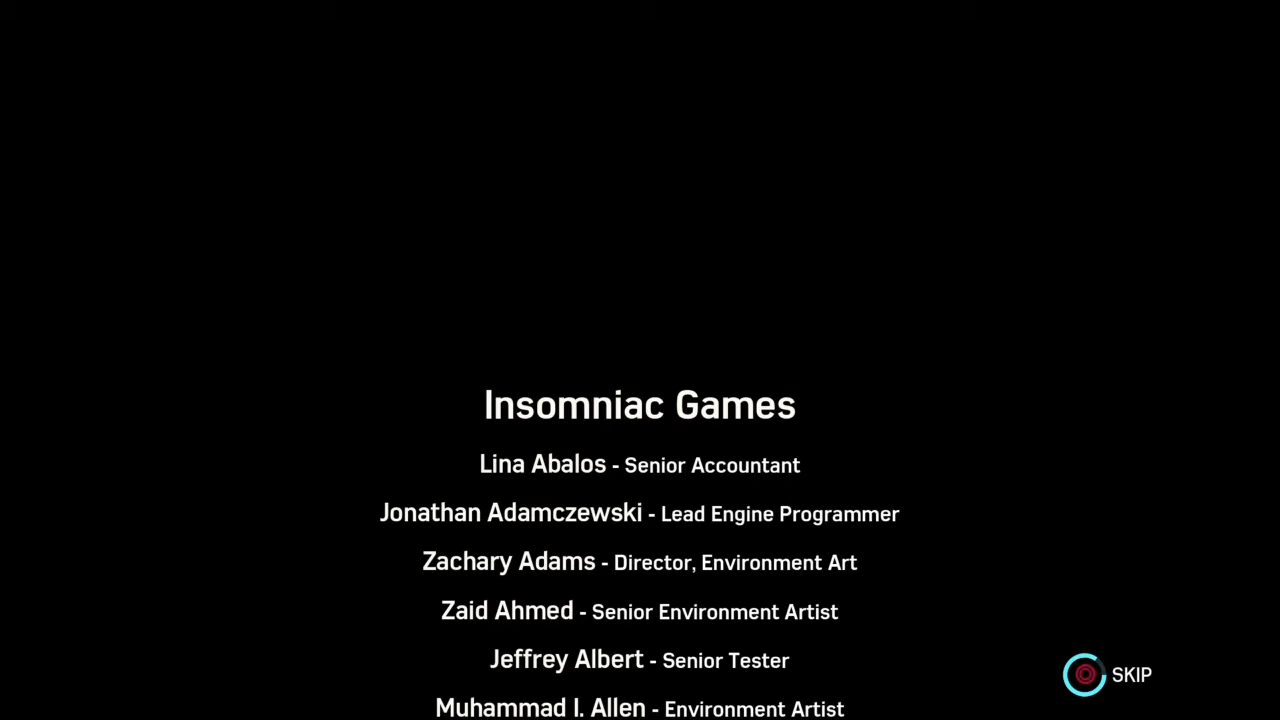 Insomniac Games
Lina Abalos - Senior Accountant
Jonathan Adamczewski - Lead Engine Programmer
Zachary Adams - Director, Environment Art
Zaid Ahmed - Senior Environment Artist
Jeffrey Albert - Senior Tester
SKIP
Muhammad I. Allen - Environment Artist